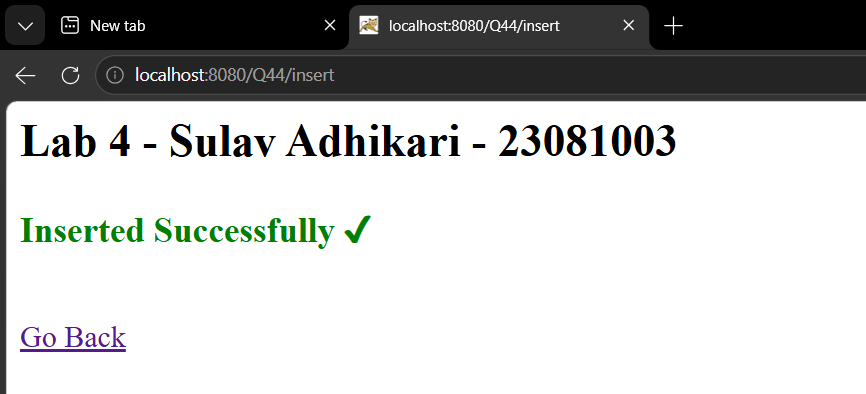 New tab
localhost:8080/Q44/insert
localhost:8080/Q44/insert
Lab 4 - Sulav Adhikari - 23081003
Inserted Successfully ✔
Go Back